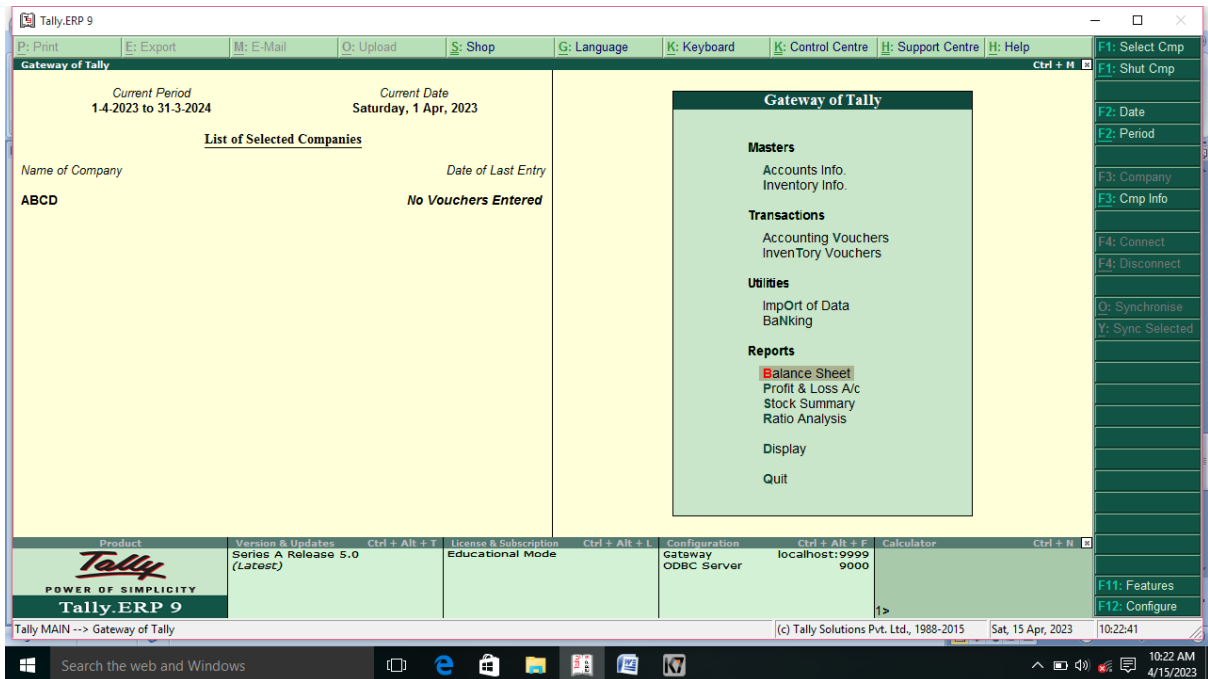 Tally.ERP 9
P: Print E: Export M: E-Mail O: Upload S: Shop G: Language K: Keyboard K: Control Centre H: Support Centre H: Help
Gateway of Tally Ctrl + M
Current Period Current Date
1-4-2023 to 31-3-2024 Saturday, 1 Apr, 2023
List of Selected Companies
Name of Company Date of Last Entry
ABCD No Vouchers Entered
Gateway of Tally
Masters
Accounts Info.
Inventory Info.
Transactions
Accounting Vouchers
InvenTory Vouchers
Utilities
ImpOrt of Data
BaNking
Reports
Balance Sheet
Profit & Loss A/c
Stock Summary
Ratio Analysis
Display
Quit
F1: Select Cmp
F1: Shut Cmp
F2: Date
F2: Period
F3: Company
F3: Cmp Info
F4: Connect
F4: Disconnect
O: Synchronise
Y: Sync Selected
F11: Features
F12: Configure
Product
Tally
POWER OF SIMPLICITY
Tally.ERP 9
Version & Updates Ctrl + Alt + T
Series A Release 5.0
(Latest)
License & Subscription Ctrl + Alt + L
Educational Mode
Configuration Ctrl + Alt + F
Gateway localhost:9999
ODBC Server 9000
Calculator Ctrl + N
1>
Tally MAIN --> Gateway of Tally (c) Tally Solutions Pvt. Ltd., 1988-2015 Sat, 15 Apr, 2023 10:22:41
Search the web and Windows
10:22 AM
4/15/2023